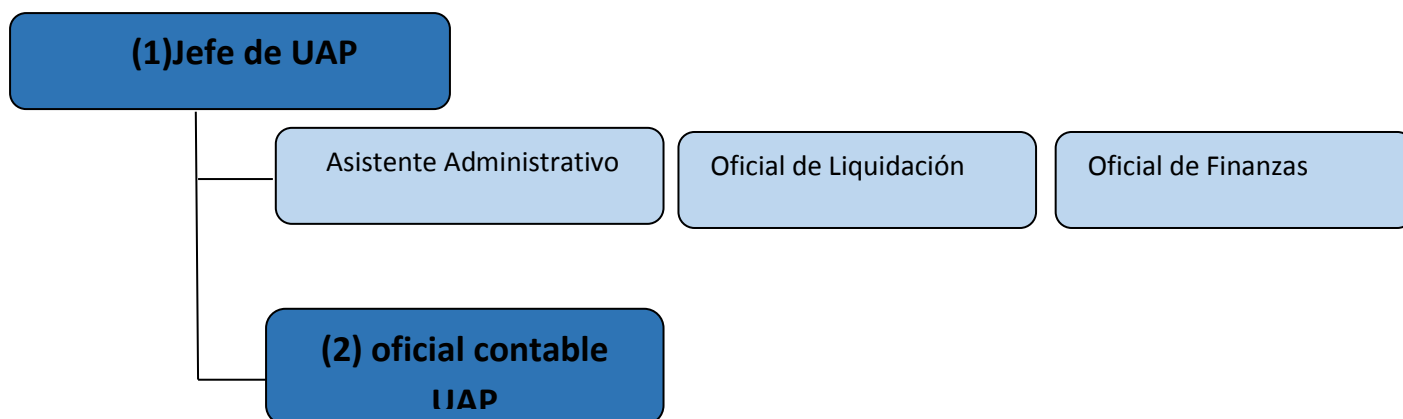 (1)Jefe de UAP
Asistente Administrativo
Oficial de Liquidación
Oficial de Finanzas
(2) oficial contable
UAP